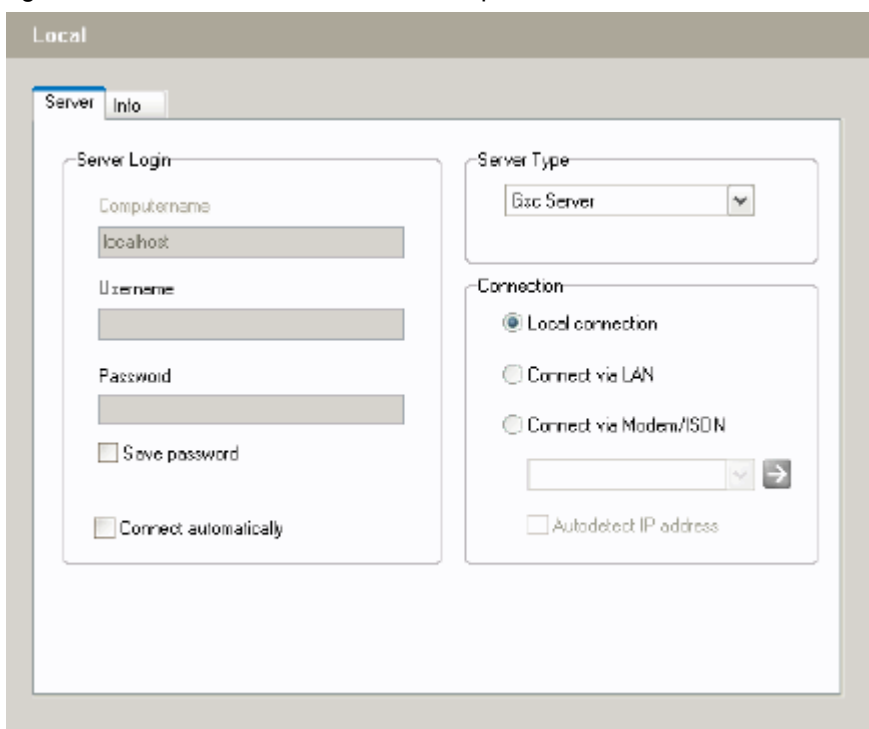 Local
Server
Info
Server Login
Computername
localhost
Username
Password
Save password
Connect automatically
Server Type
Gsc Server
Connection
Local connection
Connect via LAN
Connect via Modem/ISDN
Autodetect IP address